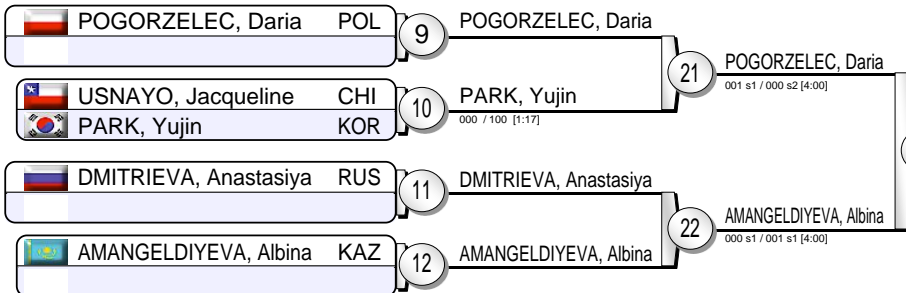 POGORZELEC, Daria POL
9
POGORZELEC, Daria
USNAYO, Jacqueline CHI
PARK, Yujin KOR
10
PARK, Yujin
000 / 100 [1:17]
21
POGORZELEC, Daria
001 s1 / 000 s2 [4:00]
DMITRIEVA, Anastasiya RUS
11
DMITRIEVA, Anastasiya
AMANGELDIYEVA, Albina KAZ
12
AMANGELDIYEVA, Albina
22
AMANGELDIYEVA, Albina
000 s1 / 001 s1 [4:00]